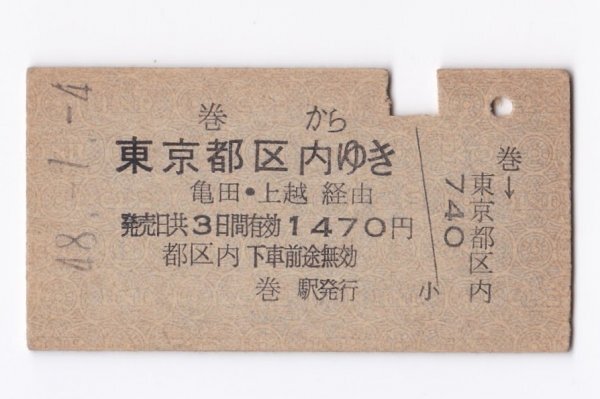 48.-1.-4
巻から
東京都区内ゆき
亀田・上越経由
発売日共3日間有効1470円
都区内下車前途無効
巻駅発行
小
巻→東京都区内
740